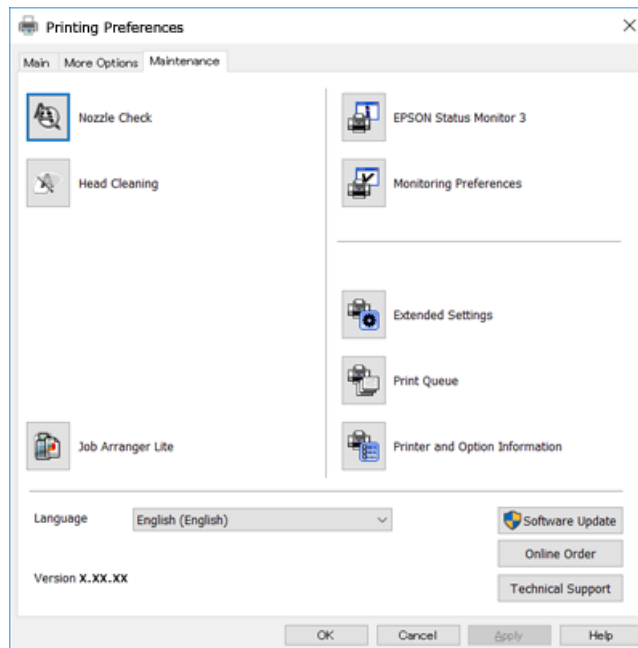 Printing Preferences
Main More Options Maintenance
Nozzle Check
EPSON Status Monitor 3
Head Cleaning
Monitoring Preferences
Extended Settings
Print Queue
Job Arranger Lite
Printer and Option Information
Language English (English)
Software Update
Online Order
Version X.XX.XX
Technical Support
OK Cancel Apply Help